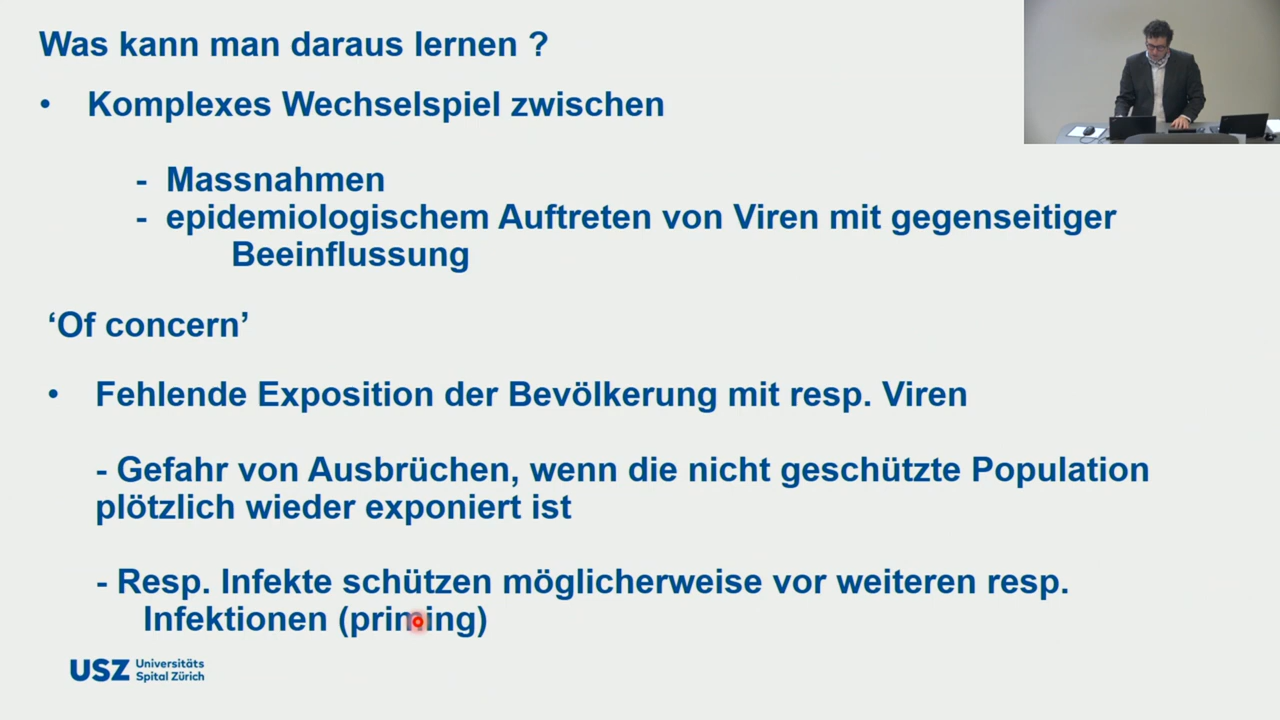 Was kann man daraus lernen ?
• Komplexes Wechselspiel zwischen
- Massnahmen
- epidemiologischem Auftreten von Viren mit gegenseitiger
Beeinflussung
‘Of concern’
• Fehlende Exposition der Bevölkerung mit resp. Viren
- Gefahr von Ausbrüchen, wenn die nicht geschützte Population
plötzlich wieder exponiert ist
- Resp. Infekte schützen möglicherweise vor weiteren resp.
Infektionen (priming)
USZ Universitäts
Spital Zürich